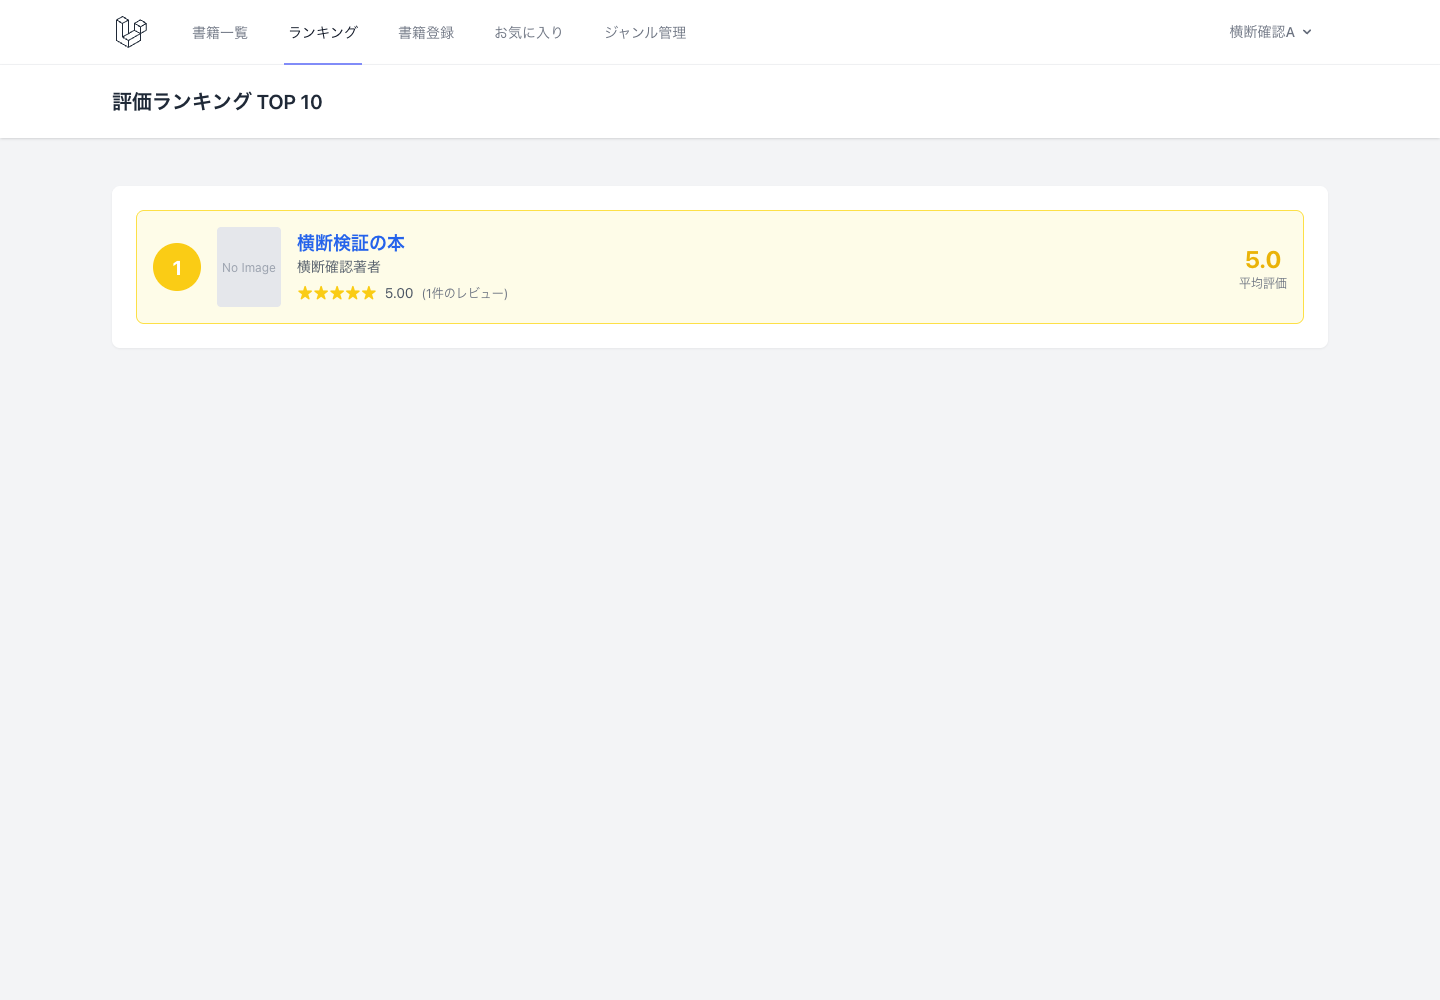 書籍一覧 ランキング 書籍登録 お気に入り ジャンル管理 横断確認A
評価ランキング TOP 10
1
No Image
横断検証の本
横断確認著者
★★★★★ 5.00 (1件のレビュー)
5.0
平均評価